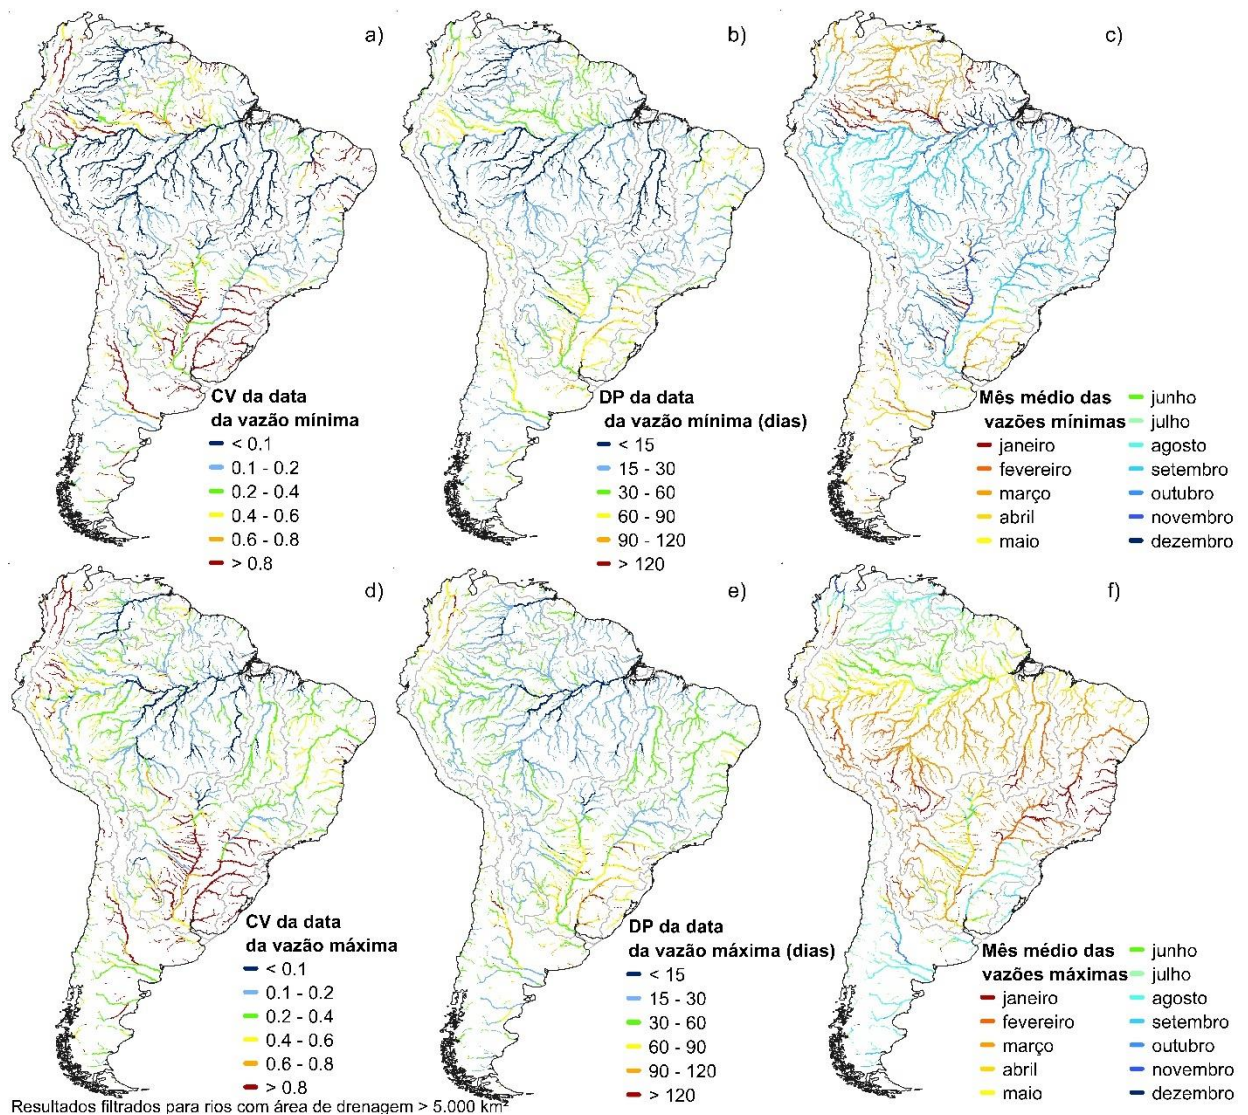 a)
b)
c)
CV da data
da vazão mínima
< 0.1
0.1 - 0.2
0.2 - 0.4
0.4 - 0.6
0.6 - 0.8
> 0.8
DP da data
da vazão mínima (dias)
< 15
15 - 30
30 - 60
60 - 90
90 - 120
> 120
Mês médio das
vazões mínimas
janeiro
fevereiro
março
abril
maio
junho
julho
agosto
setembro
outubro
novembro
dezembro
d)
e)
f)
CV da data
da vazão máxima
< 0.1
0.1 - 0.2
0.2 - 0.4
0.4 - 0.6
0.6 - 0.8
> 0.8
DP da data
da vazão máxima (dias)
< 15
15 - 30
30 - 60
60 - 90
90 - 120
> 120
Mês médio das
vazões máximas
janeiro
fevereiro
março
abril
maio
junho
julho
agosto
setembro
outubro
novembro
dezembro
Resultados filtrados para rios com área de drenagem > 5.000 km²